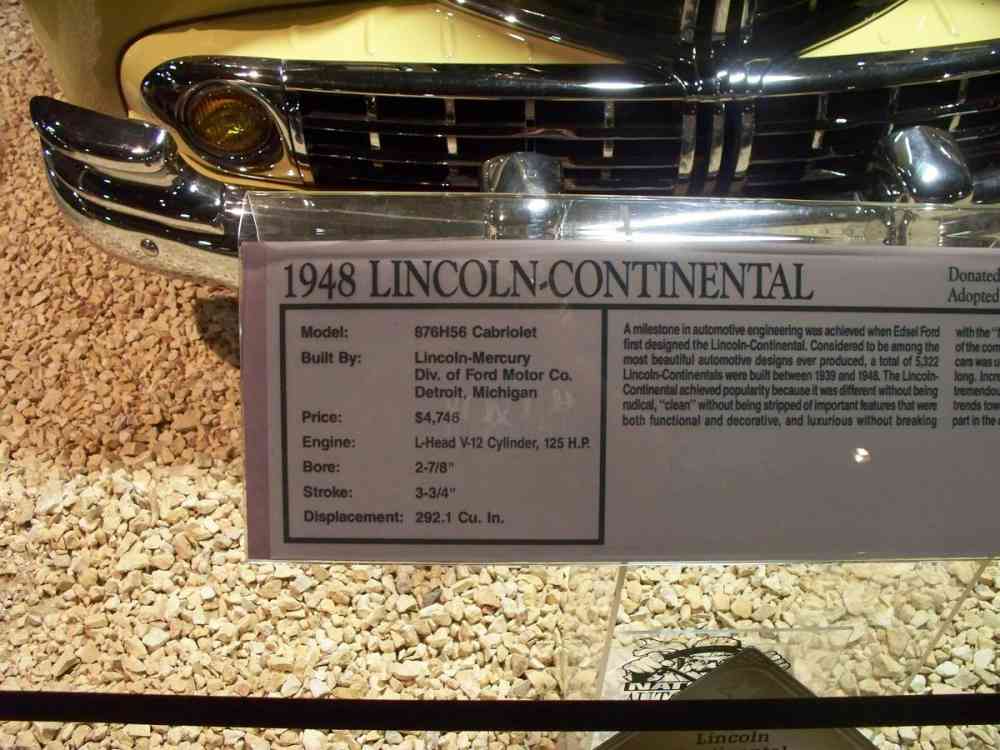 1948 LINCOLN-CONTINENTAL
Donated
Adopted
Model: 876H56 Cabriolet
Built By: Lincoln-Mercury
Div. of Ford Motor Co.
Detroit, Michigan
Price: $4,746
Engine: L-Head V-12 Cylinder, 125 H.P.
Bore: 2-7/8"
Stroke: 3-3/4"
Displacement: 292.1 Cu. In.
A milestone in automotive engineering was achieved when Edsel Ford
first designed the Lincoln-Continental. Considered to be among the
most beautiful automotive designs ever produced, a total of 5,322
Lincoln-Continentals were built between 1939 and 1948. The Lincoln-
Continental achieved popularity because it was different without being
radical, "clean" without being stripped of important features that were
both functional and decorative, and luxurious without breaking
with the
of the com
cars was
long. Incre
tremendou
trends tow
part in the
NAT
AUTO
Lincoln